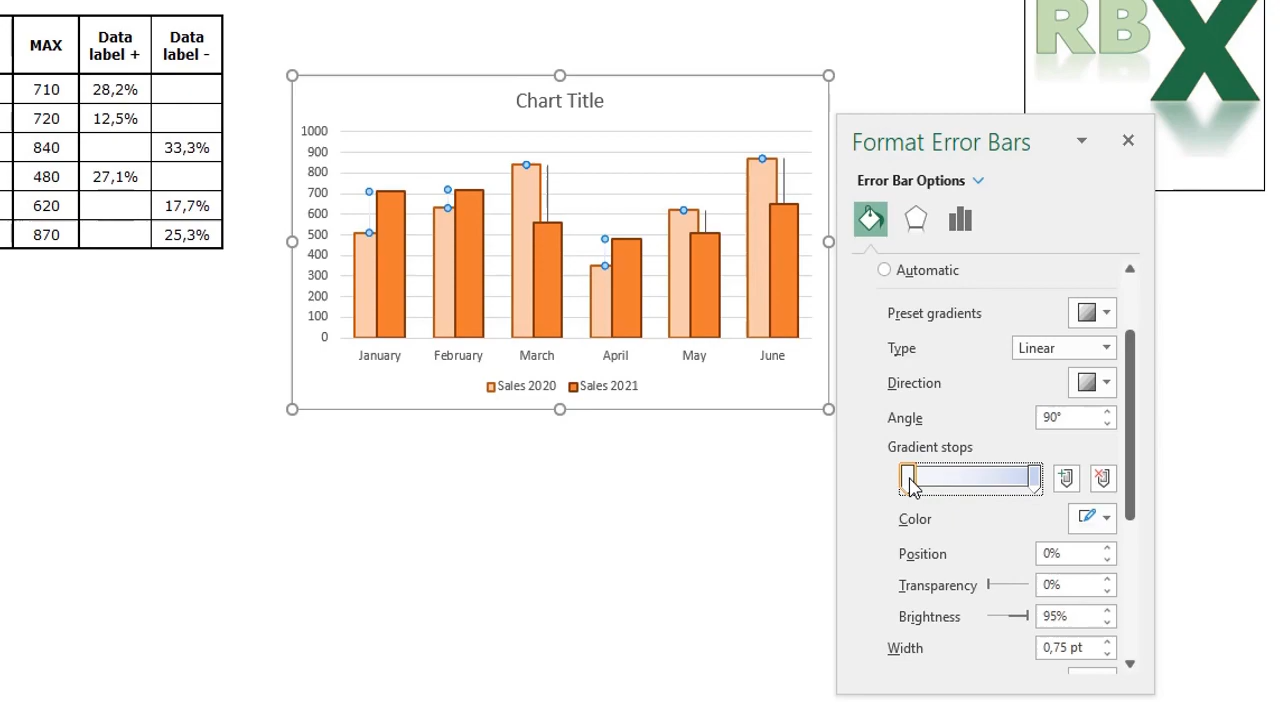 MAX Data label + Data label -
710 28,2%
720 12,5%
840 33,3%
480 27,1%
620 17,7%
870 25,3%
Chart Title
1000
900
800
700
600
500
400
300
200
100
0
January February March April May June
Sales 2020 Sales 2021
RBX
Format Error Bars
Error Bar Options
Automatic
Preset gradients
Type Linear
Direction
Angle 90°
Gradient stops
Color
Position 0%
Transparency 0%
Brightness 95%
Width 0,75 pt